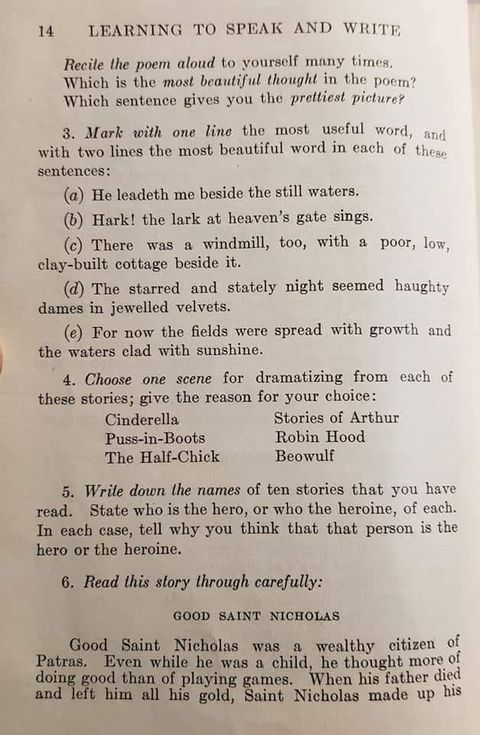 14 LEARNING TO SPEAK AND WRITE
Recite the poem aloud to yourself many times.
Which is the most beautiful thought in the poem?
Which sentence gives you the prettiest picture?
3. Mark with one line the most useful word, and
with two lines the most beautiful word in each of these
sentences:
(a) He leadeth me beside the still waters.
(b) Hark! the lark at heaven's gate sings.
(c) There was a windmill, too, with a poor, low,
clay-built cottage beside it.
(d) The starred and stately night seemed haughty
dames in jewelled velvets.
(e) For now the fields were spread with growth and
the waters clad with sunshine.
4. Choose one scene for dramatizing from each of
these stories; give the reason for your choice:
Cinderella Stories of Arthur
Puss-in-Boots Robin Hood
The Half-Chick Beowulf
5. Write down the names of ten stories that you have
read. State who is the hero, or who the heroine, of each.
In each case, tell why you think that that person is the
hero or the heroine.
6. Read this story through carefully:
GOOD SAINT NICHOLAS
Good Saint Nicholas was a wealthy citizen of
Patras. Even while he was a child, he thought more of
doing good than of playing games. When his father died
and left him all his gold, Saint Nicholas made up his